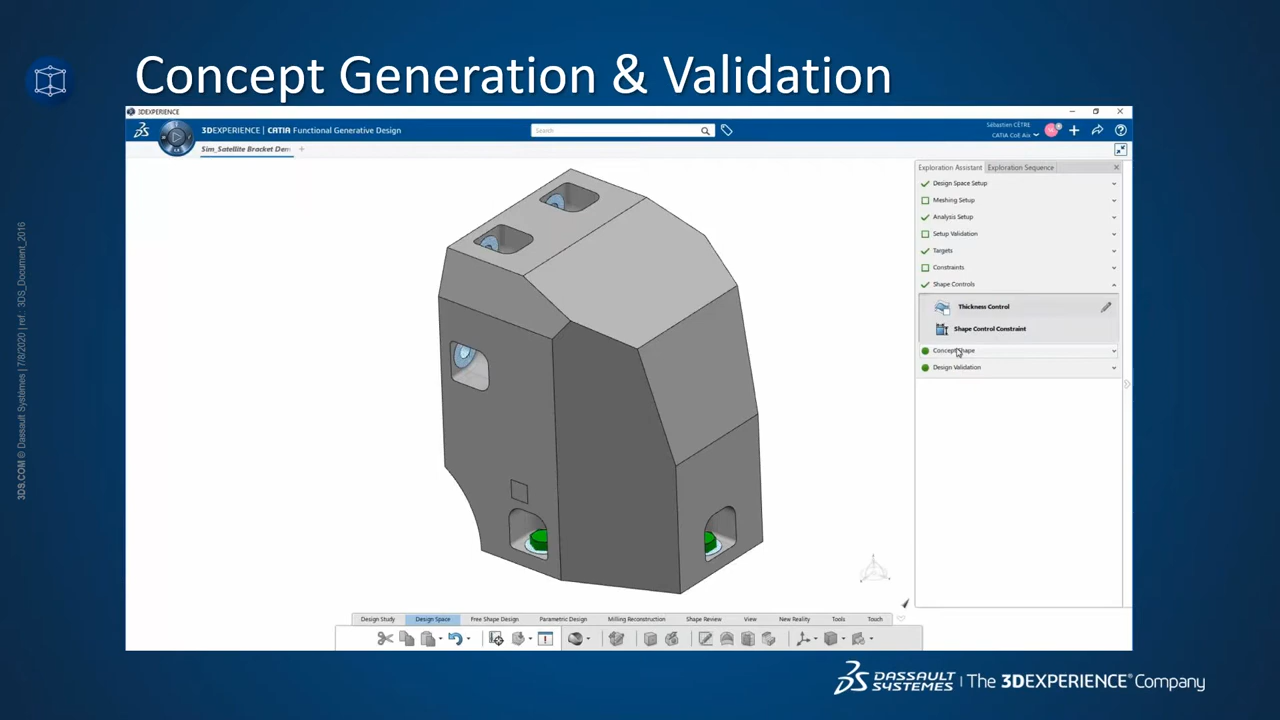 Concept Generation & Validation
3DEXPERIENCE
3DEXPERIENCE | CATIA Functional Generative Design
Search
Sébastien CÈTRE
CATIA CoE Aix
Sim_Satellite Bracket Dem
Exploration Assistant
Exploration Sequence
Design Space Setup
Meshing Setup
Analysis Setup
Setup Validation
Targets
Constraints
Shape Controls
Thickness Control
Shape Control Constraint
Concept Shape
Design Validation
3DS.COM © Dassault Systèmes | 7/8/2020 | ref.: 3DS_Document_2016
Design Study
Design Space
Free Shape Design
Parametric Design
Milling Reconstruction
Shape Review
View
New Reality
Tools
Touch
DASSAULT SYSTEMES | The 3DEXPERIENCE® Company